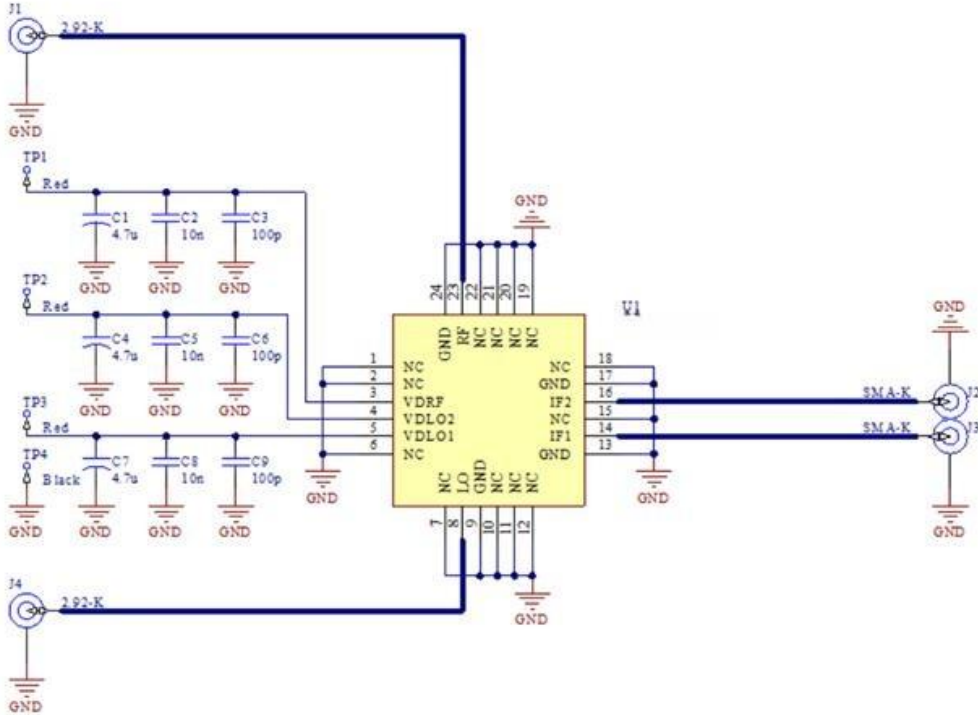 J1
2.92-K
GND
TP1
Red
C1
4.7u
C2
10n
C3
100p
GND
GND
GND
TP2
Red
C4
4.7u
C5
10n
C6
100p
GND
GND
GND
TP3
Red
TP4
Black
C7
4.7u
C8
10n
C9
100p
GND
GND
GND
GND
J4
2.92-K
GND
GND
24
23
22
21
20
19
GND
RF
NC
NC
NC
NC
1 NC
2 NC
3 VDRF
4 VDLO2
5 VDLO1
6 NC
GND
NC 18
GND 17
IF2 16
NC 15
IF1 14
GND 13
GND
NC
LO
GND
NC
NC
NC
7
8
9
10
11
12
GND
GND
SMA-K
J2
SMA-K
J3
GND